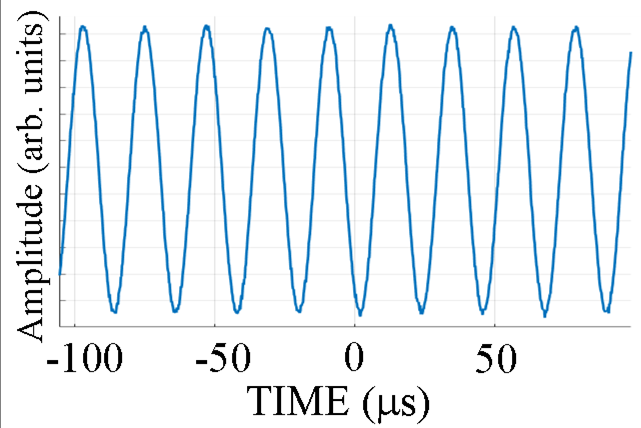 Amplitude (arb. units)
-100 -50 0 50
TIME (μs)